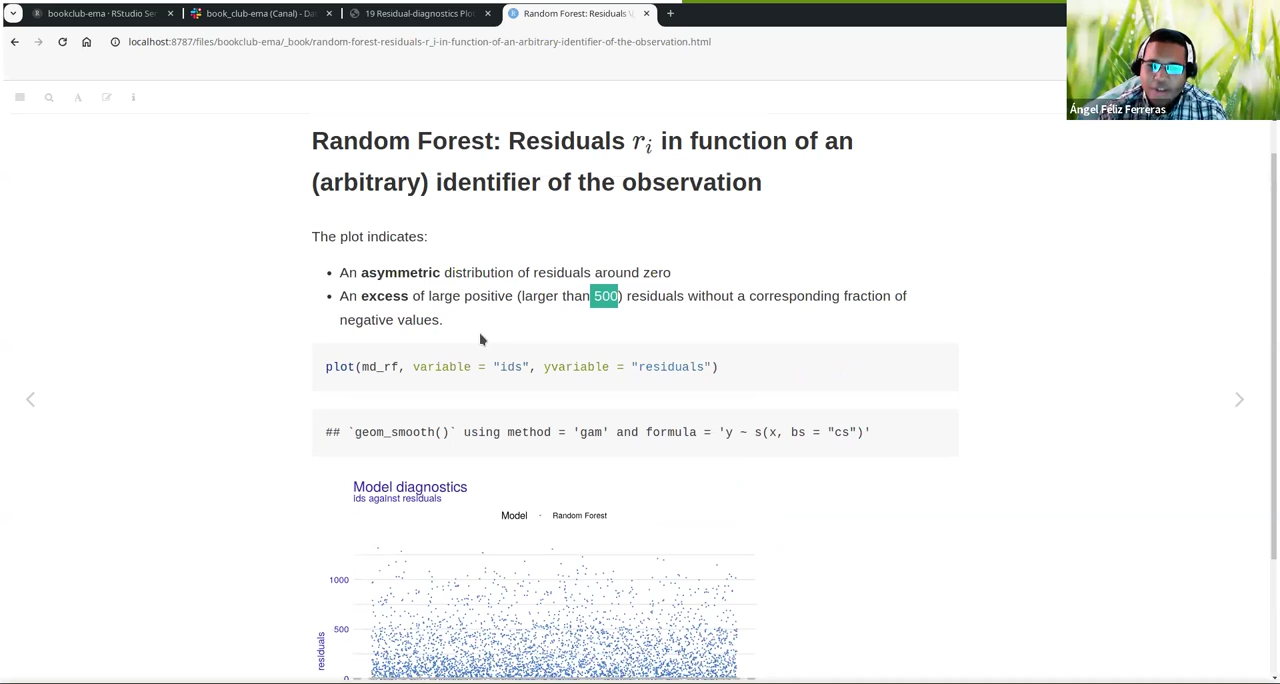 bookclub-ema · RStudio Ser
book_club-ema (Canal) - Da
19 Residual-diagnostics Plo
Random Forest: Residuals \
localhost:8787/files/bookclub-ema/_book/random-forest-residuals-r_i-in-function-of-an-arbitrary-identifier-of-the-observation.html
Ángel Féliz Ferreras
Random Forest: Residuals r_i in function of an
(arbitrary) identifier of the observation
The plot indicates:
• An asymmetric distribution of residuals around zero
• An excess of large positive (larger than 500) residuals without a corresponding fraction of
negative values.
plot(md_rf, variable = "ids", yvariable = "residuals")
## `geom_smooth()` using method = 'gam' and formula = 'y ~ s(x, bs = "cs")'
Model diagnostics
ids against residuals
Model - Random Forest
1000
500
0
residuals